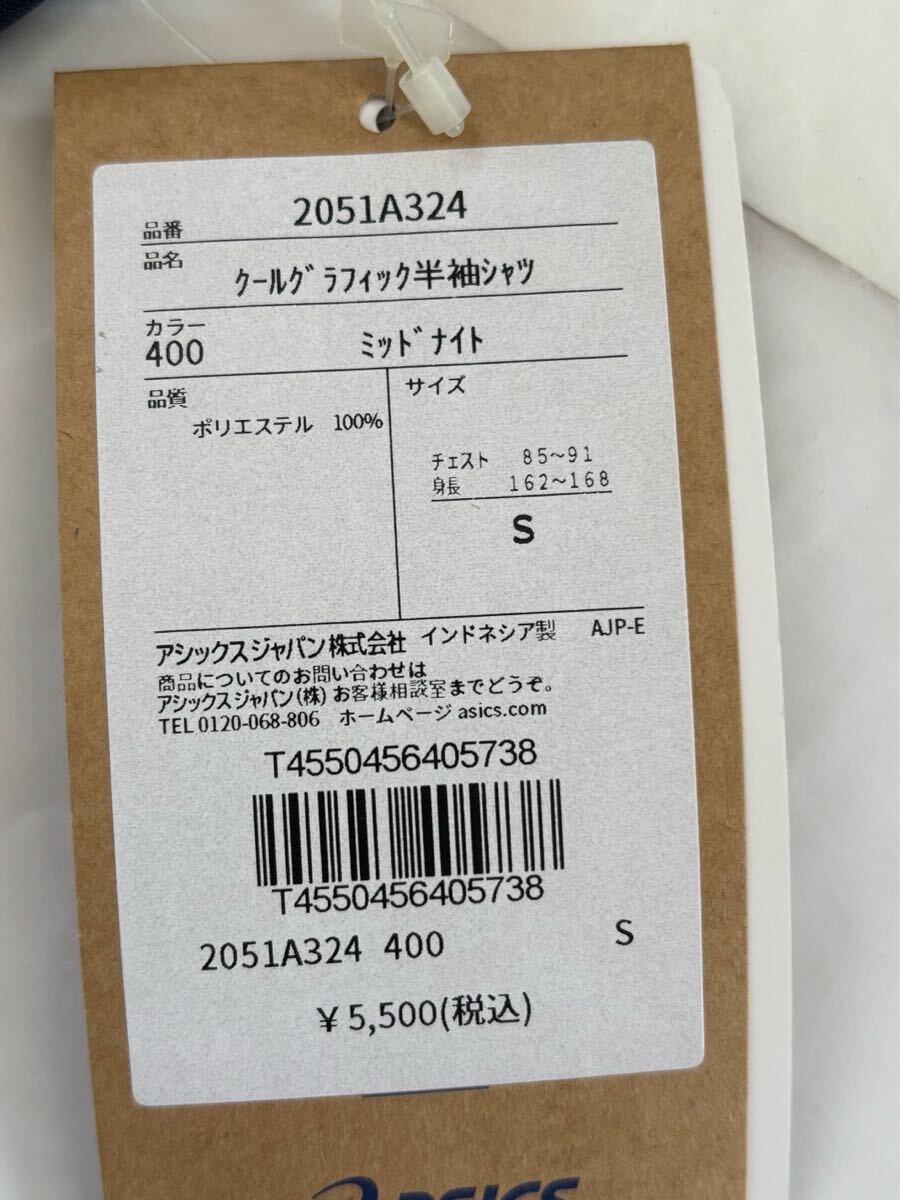 品番 2051A324
品名
クールグラフィック半袖シャツ
カラー
400 ミッドナイト
品質
ポリエステル 100%
サイズ
チェスト 85~91
身長 162~168
S
アシックスジャパン株式会社 インドネシア製 AJP-E
商品についてのお問い合わせは
アシックスジャパン(株)お客様相談室までどうぞ。
TEL 0120-068-806 ホームページ asics.com
T4550456405738
T4550456405738
2051A324 400 S
¥5,500(税込)
ASICS